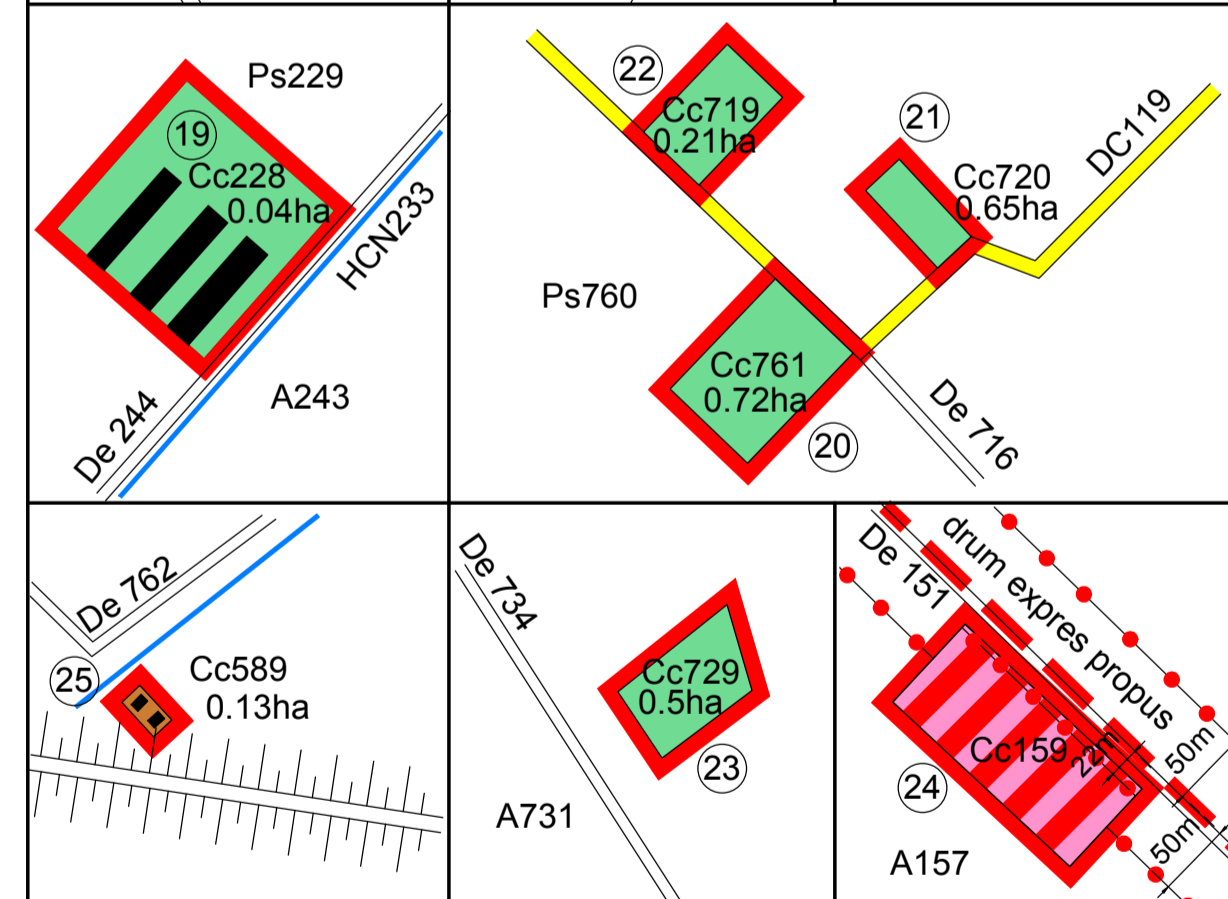 Ps229
19
Cc228
0.04ha
HCN233
De 244
A243
22
Cc719
0.21ha
21
Cc720
0.65ha
DC119
Ps760
Cc761
0.72ha
20
De 716
De 762
25
Cc589
0.13ha
De 734
Cc729
0.5ha
23
A731
De 151
drum expres propus
Cc159
22m
50m
50m
24
A157